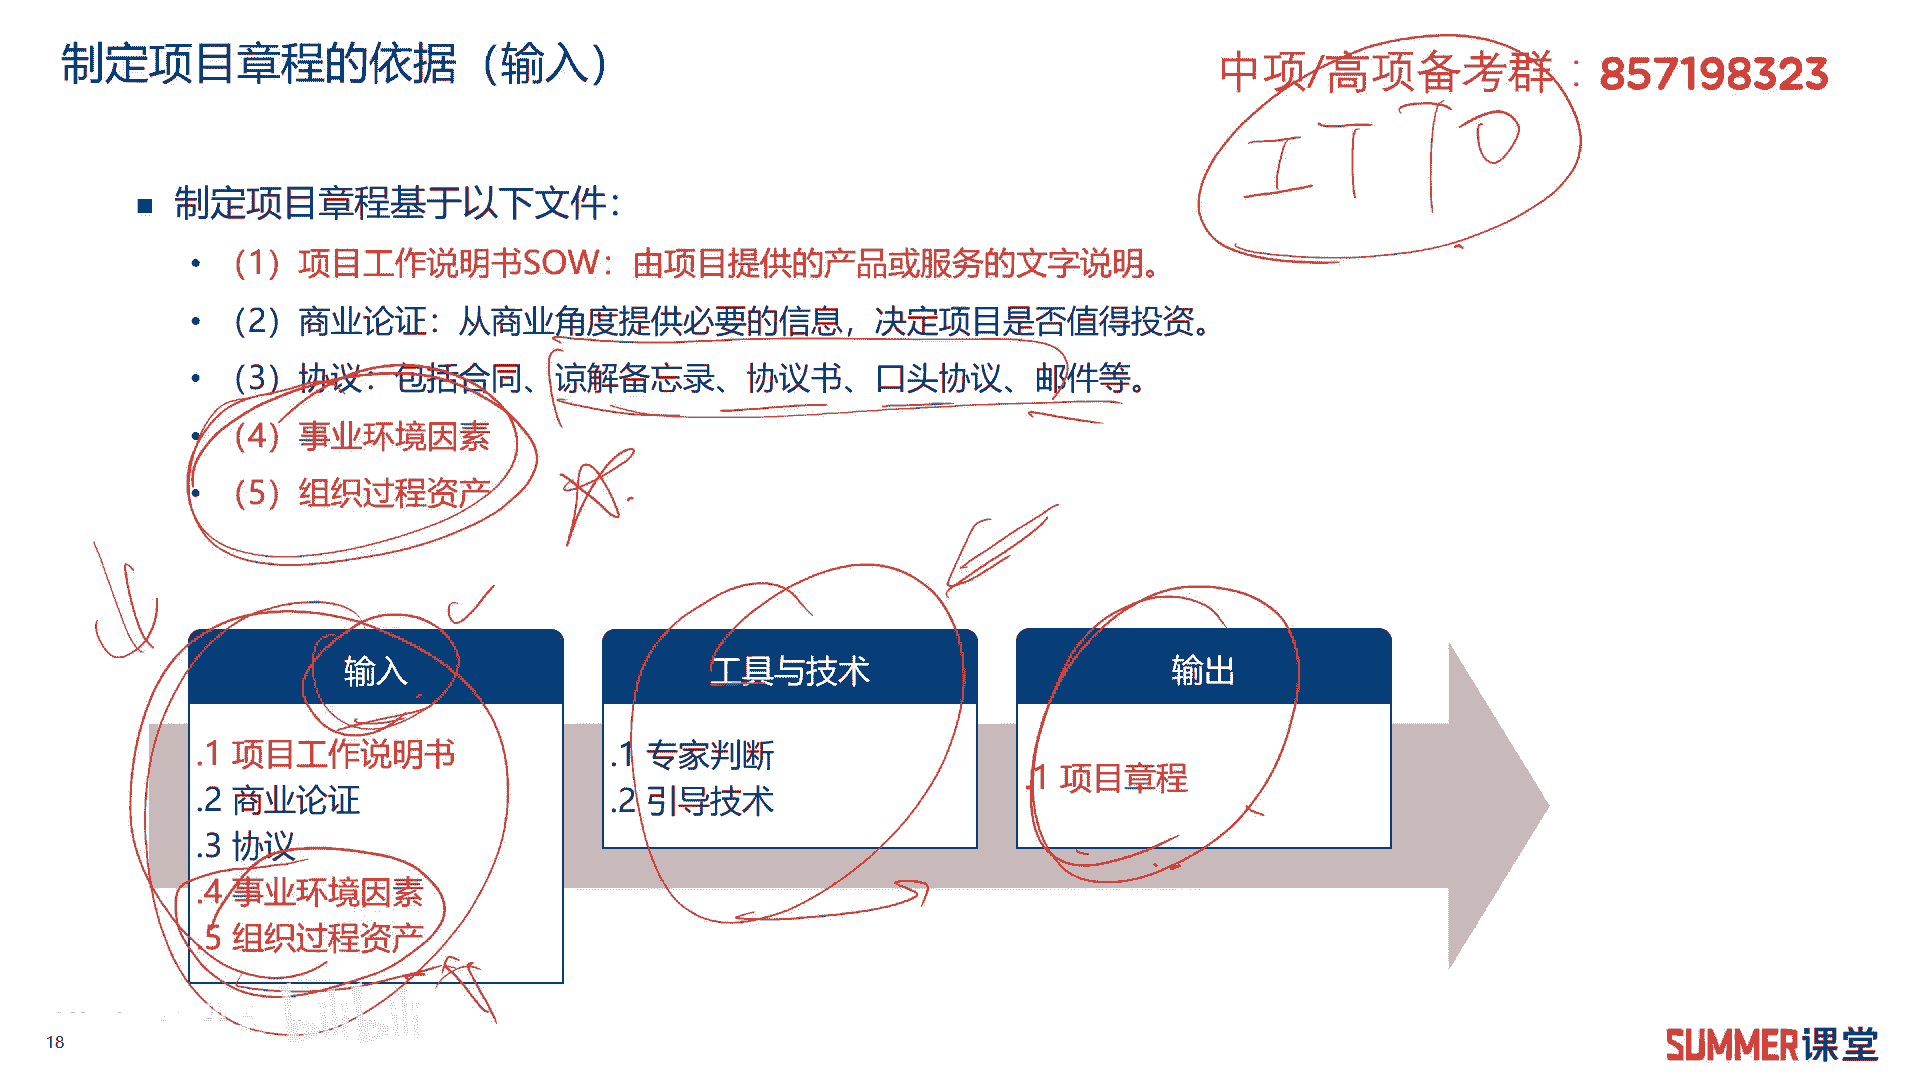 制定项目章程的依据（输入）
中项/高项备考群：857198323
ITTO
■ 制定项目章程基于以下文件：
• （1）项目工作说明书SOW：由项目提供的产品或服务的文字说明。
• （2）商业论证：从商业角度提供必要的信息，决定项目是否值得投资。
• （3）协议：包括合同、谅解备忘录、协议书、口头协议、邮件等。
• （4）事业环境因素
• （5）组织过程资产
输入
.1 项目工作说明书
.2 商业论证
.3 协议
.4 事业环境因素
.5 组织过程资产
工具与技术
.1 专家判断
.2 引导技术
输出
.1 项目章程
bilibili
18
SUMMER课堂